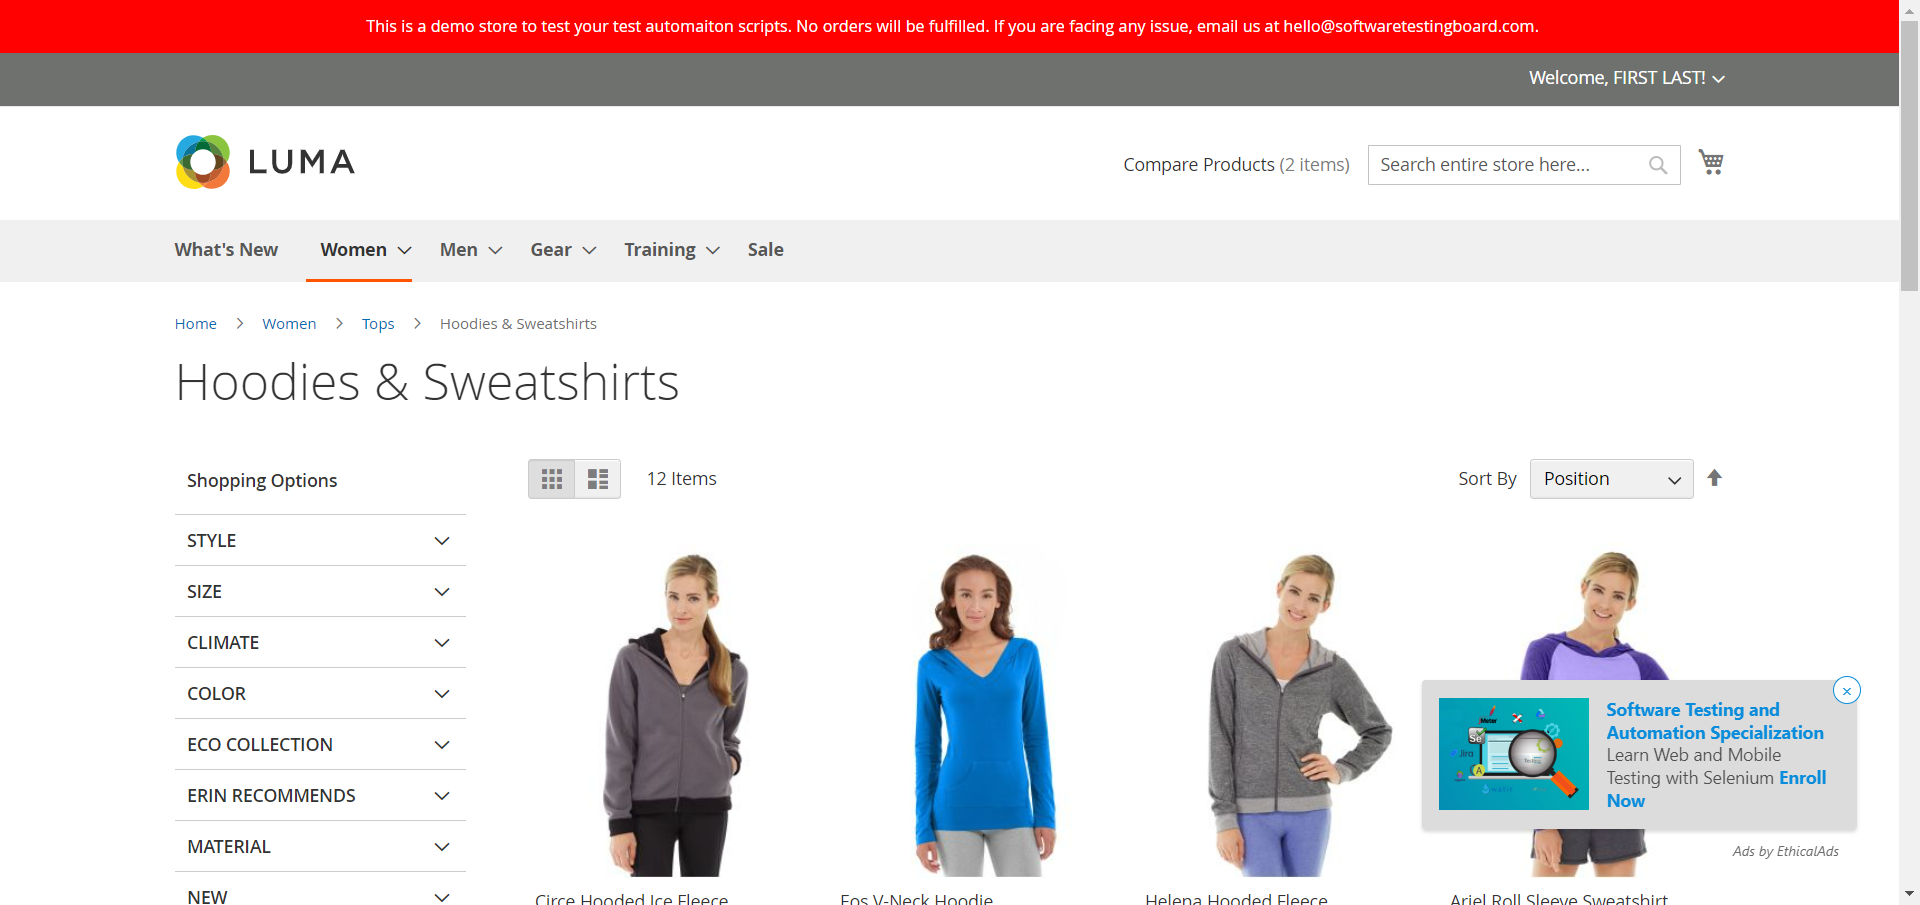 This is a demo store to test your test automaiton scripts. No orders will be fulfilled. If you are facing any issue, email us at hello@softwaretestingboard.com.
Welcome, FIRST LAST!
LUMA
Compare Products (2 items)
Search entire store here...
What's New
Women
Men
Gear
Training
Sale
Home
Women
Tops
Hoodies & Sweatshirts
Hoodies & Sweatshirts
Shopping Options
12 Items
Sort By
Position
STYLE
SIZE
CLIMATE
COLOR
ECO COLLECTION
ERIN RECOMMENDS
MATERIAL
NEW
Circe Hooded Ice Fleece
Eos V-Neck Hoodie
Helena Hooded Fleece
Ariel Roll Sleeve Sweatshirt
Meter
Se
Jira
Software Testing and
Automation Specialization
Learn Web and Mobile
Testing with Selenium Enroll
Now
Ads by EthicalAds